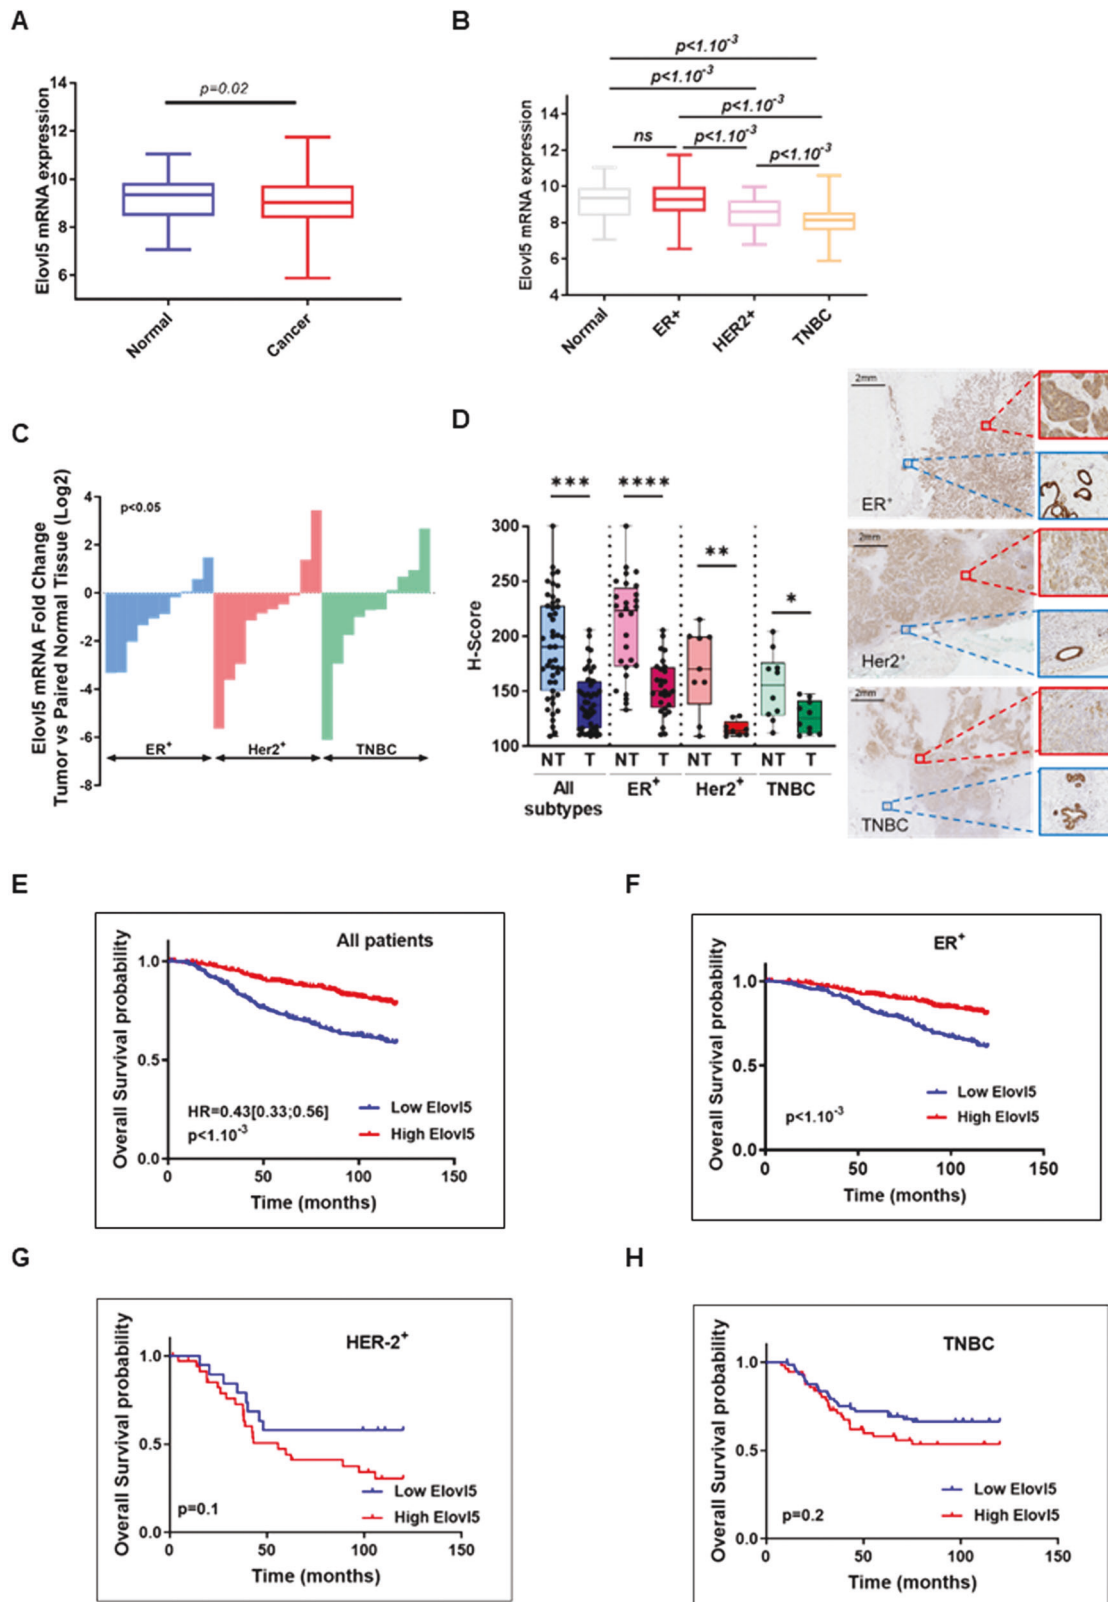 A
p=0.02
Elovl5 mRNA expression
14
12
10
8
6
Normal
Cancer
B
p<1.10⁻³
p<1.10⁻³
p<1.10⁻³
ns
p<1.10⁻³
p<1.10⁻³
Elovl5 mRNA expression
14
12
10
8
6
4
Normal
ER+
HER2+
TNBC
C
Elovl5 mRNA Fold Change
Tumor vs Paired Normal Tissue (Log2)
p<0.05
4
2
0
-2
-4
-6
-8
ER⁺
Her2⁺
TNBC
D
H-Score
300
250
200
150
100
***
****
**
*
NT T NT T NT T NT T
All subtypes
ER⁺
Her2⁺
TNBC
2mm
ER⁺
2mm
Her2⁺
2mm
TNBC
E
All patients
Overall Survival probability
1.0
0.5
0.0
HR=0.43[0.33;0.56]
p<1.10⁻³
Low Elovl5
High Elovl5
0 50 100 150
Time (months)
F
ER⁺
Overall Survival probability
1.0
0.5
0.0
p<1.10⁻³
Low Elovl5
High Elovl5
0 50 100 150
Time (months)
G
HER-2⁺
Overall Survival probability
1.0
0.5
0.0
p=0.1
Low Elovl5
High Elovl5
0 50 100 150
Time (months)
H
TNBC
Overall Survival probability
1.0
0.5
0.0
p=0.2
Low Elovl5
High Elovl5
0 50 100 150
Time (months)